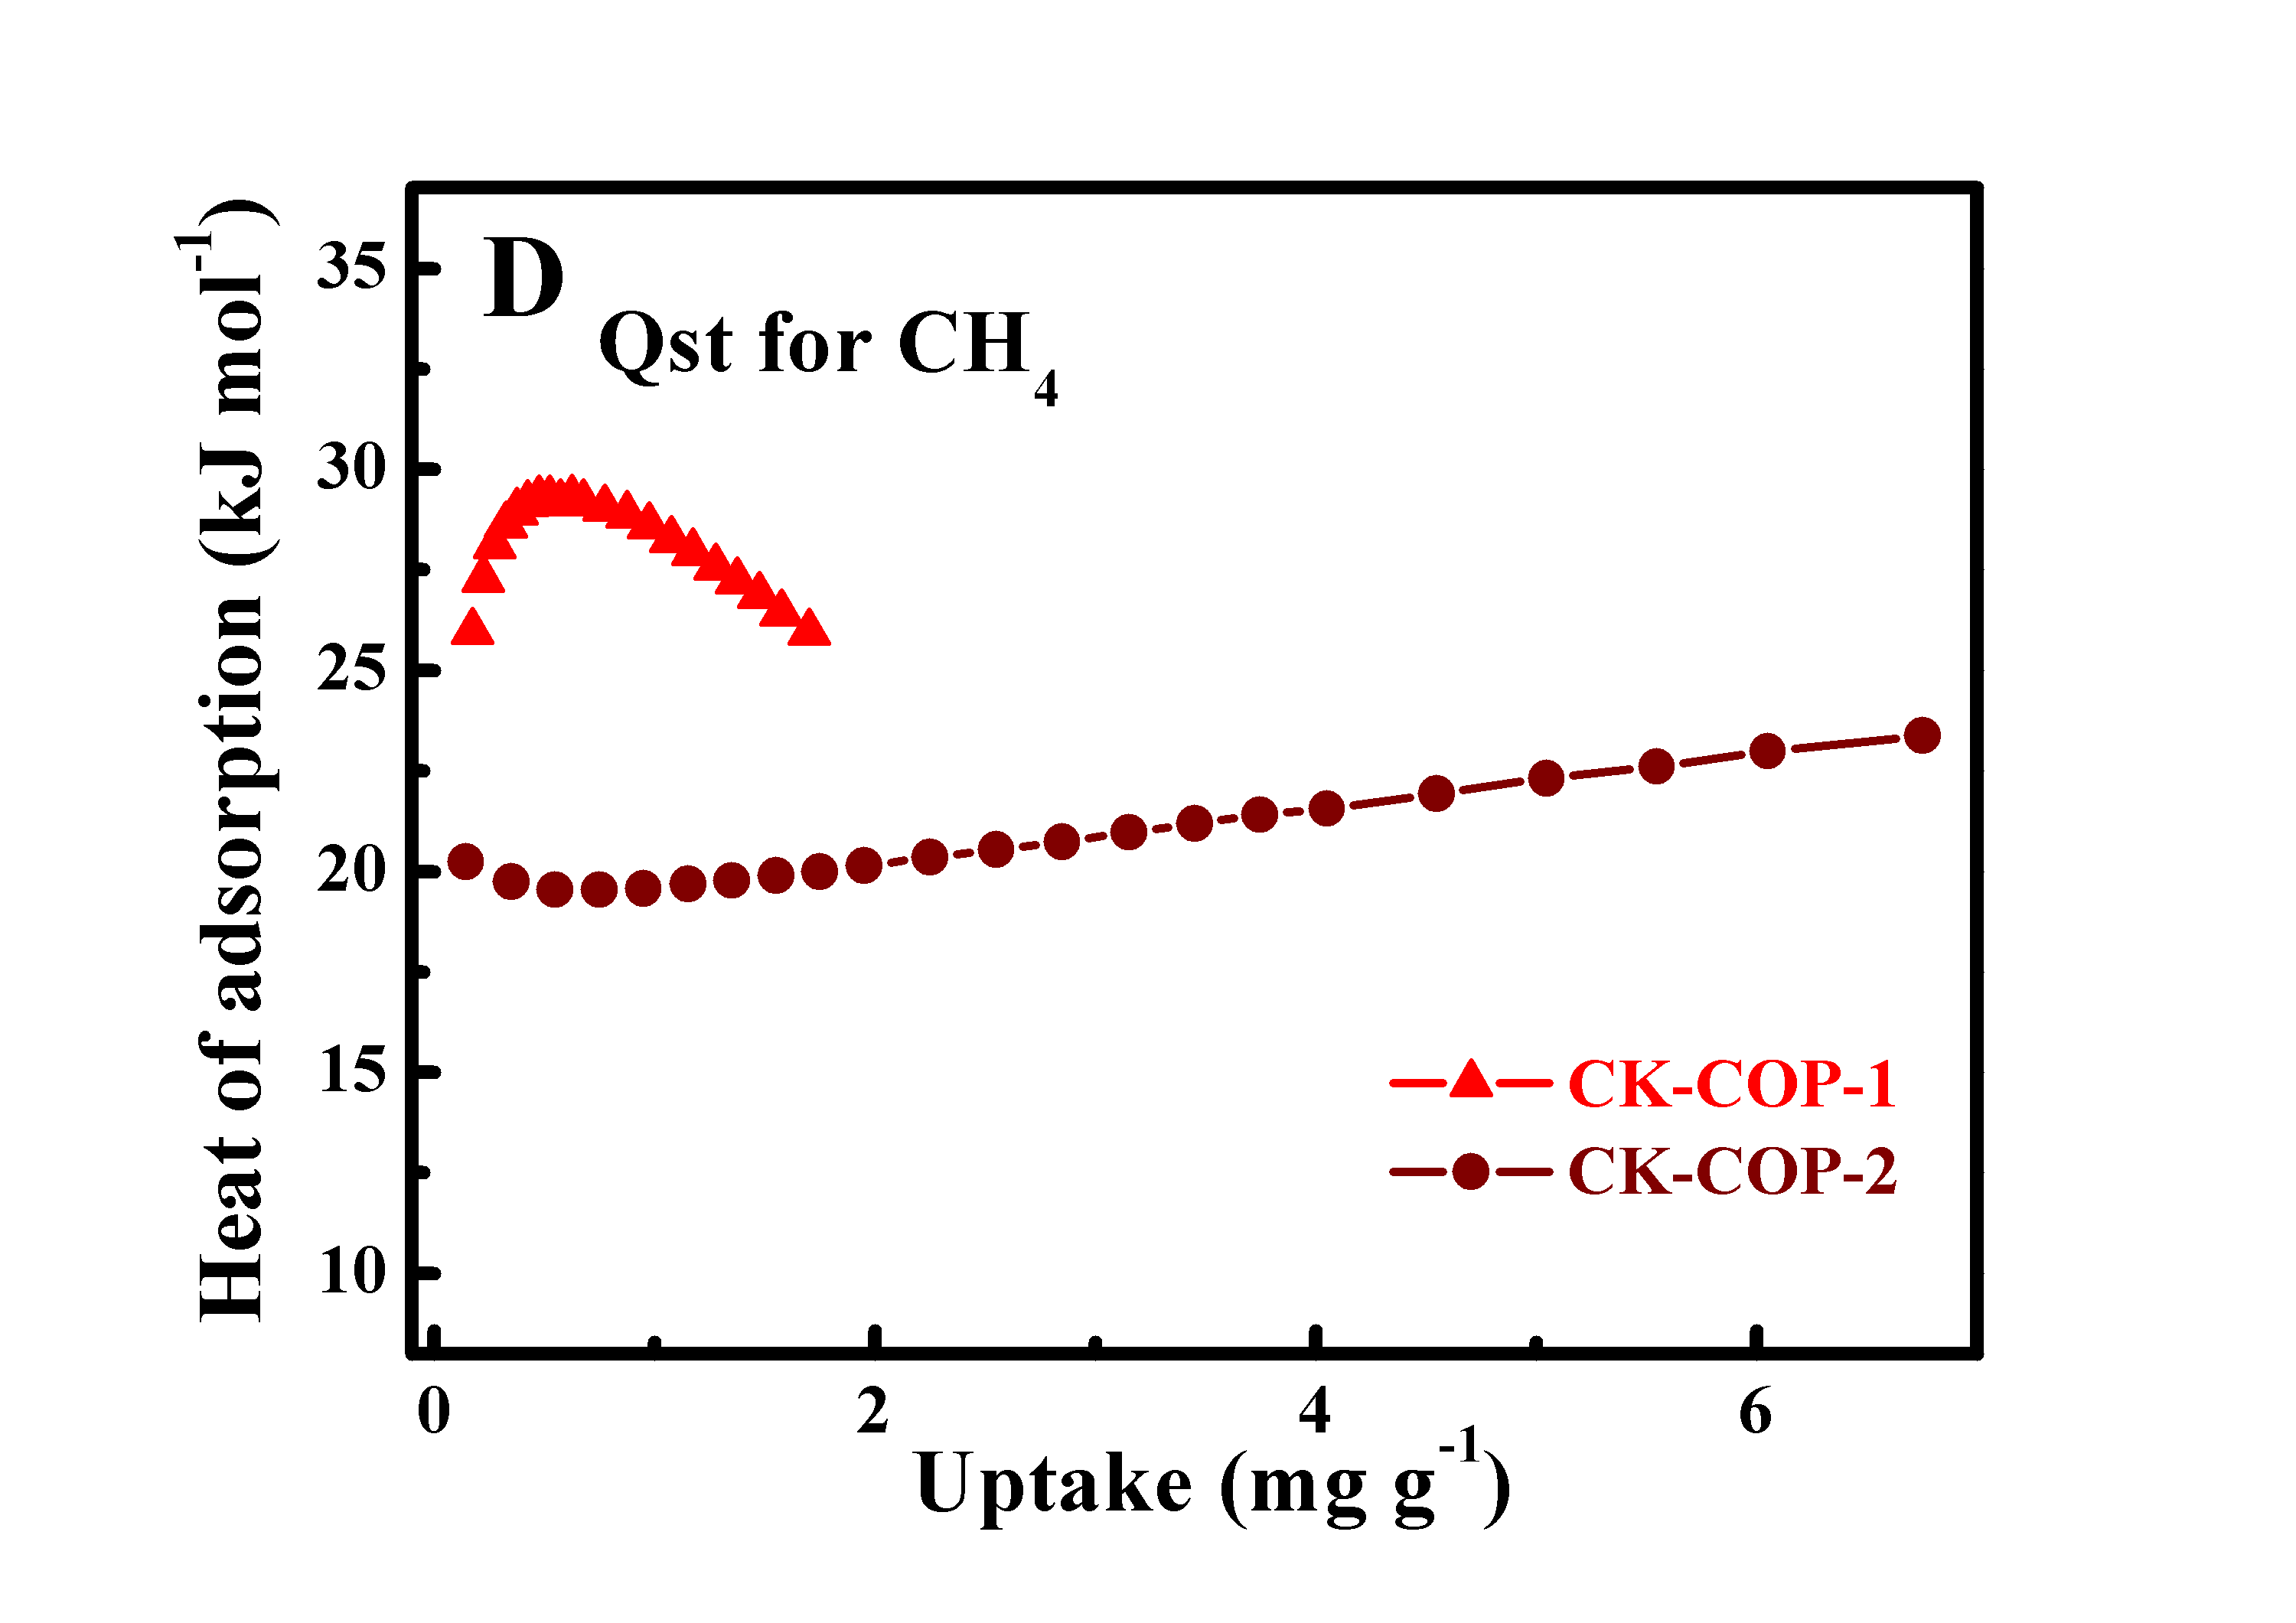 D
Qst for CH₄
Heat of adsorption (kJ mol⁻¹)
35
30
25
20
15
10
CK-COP-1
CK-COP-2
0 2 4 6
Uptake (mg g⁻¹)